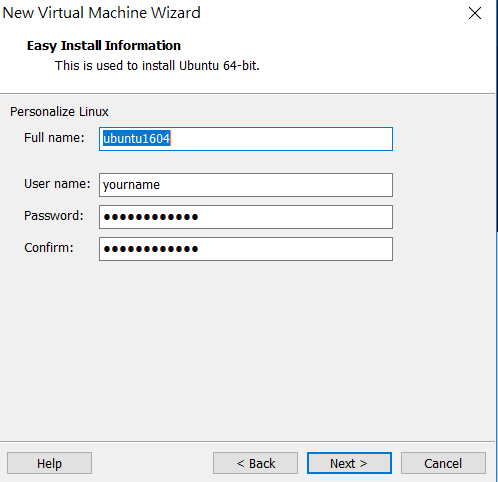 New Virtual Machine Wizard
Easy Install Information
This is used to install Ubuntu 64-bit.
Personalize Linux
Full name: ubuntu1604
User name: yourname
Password: ●●●●●●●●●●●●
Confirm: ●●●●●●●●●●●●
Help < Back Next > Cancel